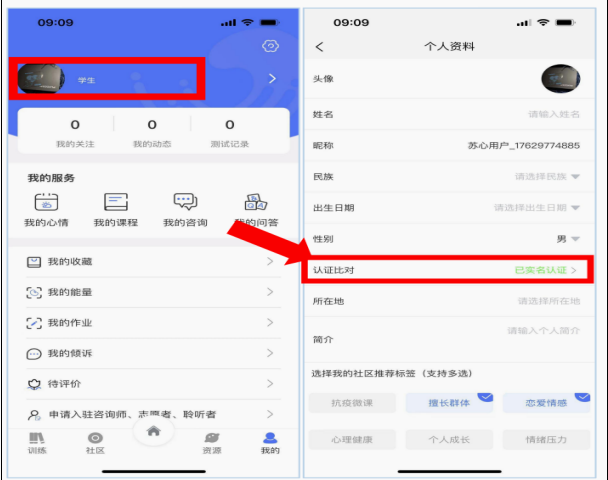 09:09
学生
0 0 0
我的关注 我的动态 测试记录
我的服务
我的心情 我的课程 我的咨询 我的问答
我的收藏
我的能量
我的作业
我的倾诉
待评价
申请入驻咨询师、志愿者、聆听者
训练 社区 资源 我的
09:09
个人资料
头像
姓名 请输入姓名
昵称 苏心用户_17629774885
民族 请选择民族
出生日期 请选择出生日期
性别 男
认证比对 已实名认证
所在地 请选择所在地
简介 请输入个人简介
选择我的社区推荐标签（支持多选）
抗疫微课 擅长群体 恋爱情感
心理健康 个人成长 情绪压力